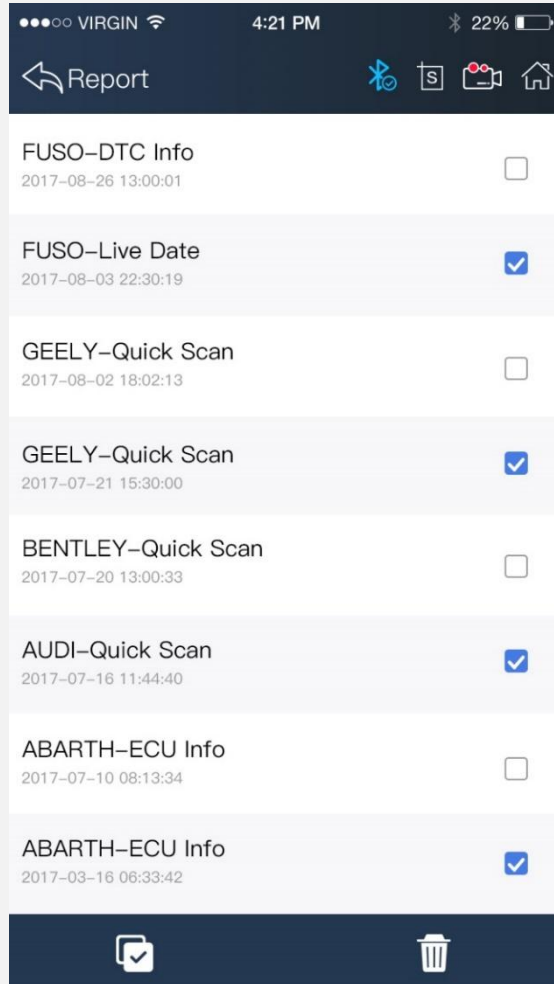 VIRGIN 4:21 PM 22%
Report S
FUSO–DTC Info
2017–08–26 13:00:01
FUSO–Live Date
2017–08–03 22:30:19
GEELY–Quick Scan
2017–08–02 18:02:13
GEELY–Quick Scan
2017–07–21 15:30:00
BENTLEY–Quick Scan
2017–07–20 13:00:33
AUDI–Quick Scan
2017–07–16 11:44:40
ABARTH–ECU Info
2017–07–10 08:13:34
ABARTH–ECU Info
2017–03–16 06:33:42